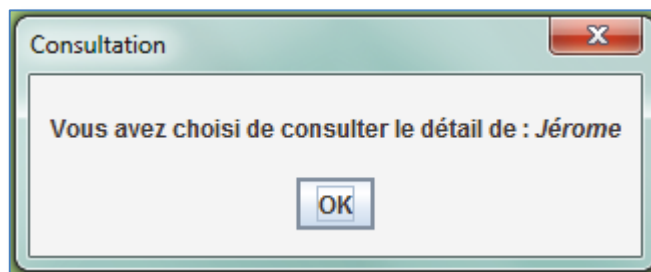 Consultation
Vous avez choisi de consulter le détail de : Jérome
OK